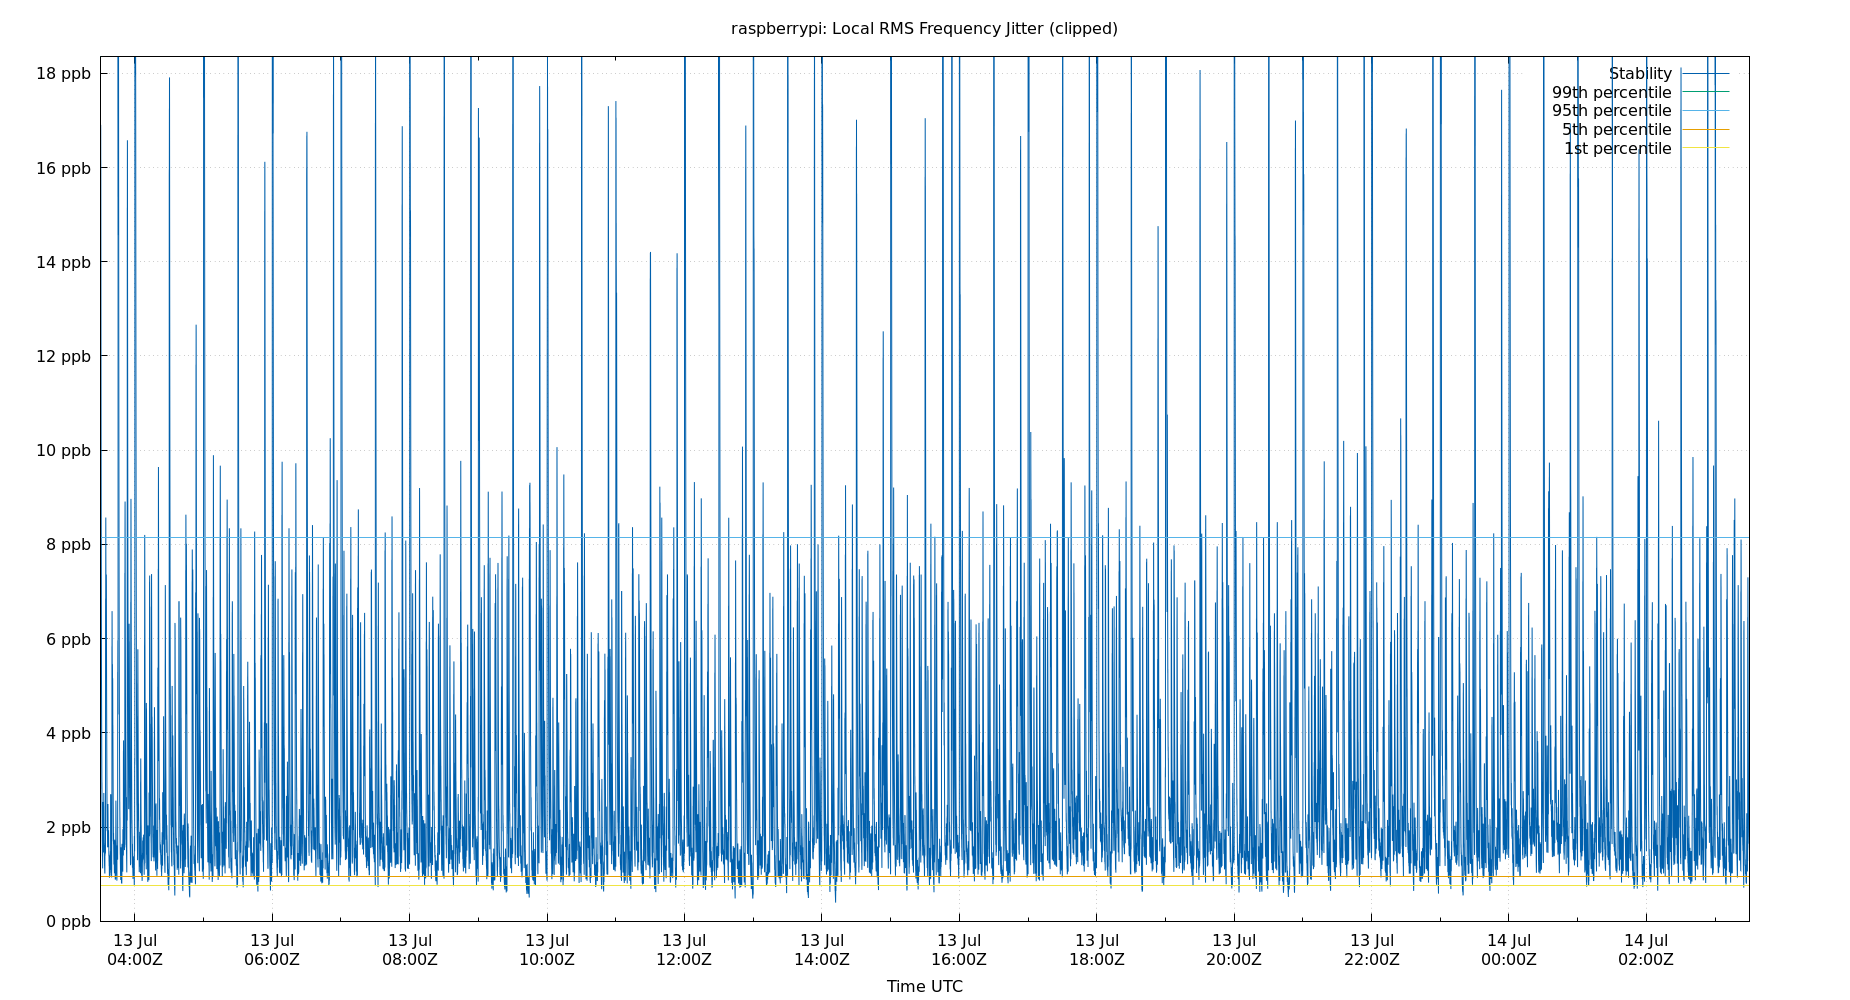 raspberrypi: Local RMS Frequency Jitter (clipped)
18 ppb
16 ppb
14 ppb
12 ppb
10 ppb
8 ppb
6 ppb
4 ppb
2 ppb
0 ppb
Stability
99th percentile
95th percentile
5th percentile
1st percentile
13 Jul 13 Jul 13 Jul 13 Jul 13 Jul 13 Jul 13 Jul 13 Jul 13 Jul 13 Jul 14 Jul 14 Jul
04:00Z 06:00Z 08:00Z 10:00Z 12:00Z 14:00Z 16:00Z 18:00Z 20:00Z 22:00Z 00:00Z 02:00Z
Time UTC